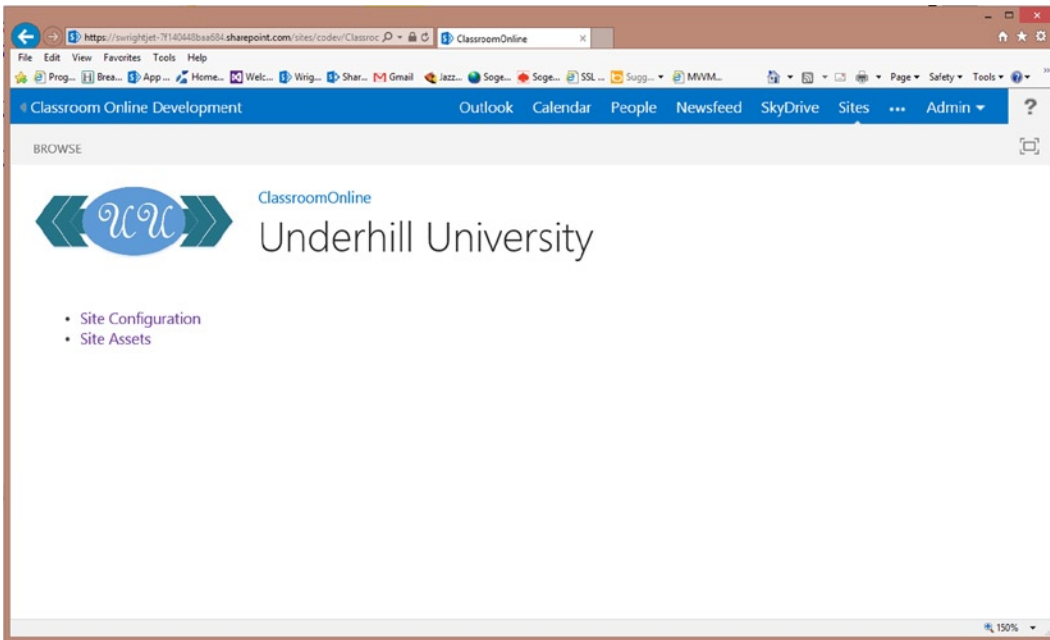 https://swrightjet-7f140448baa684.sharepoint.com/sites/codev/Classroc
ClassroomOnline
File Edit View Favorites Tools Help
Prog... Brea... App ... Home... Welc... Wrig... Shar... Gmail Jazz... Soge... Soge... SSL ... Sugg... MWM... Page Safety Tools
Classroom Online Development Outlook Calendar People Newsfeed SkyDrive Sites ... Admin ?
BROWSE
UU
ClassroomOnline
Underhill University
• Site Configuration
• Site Assets
150%